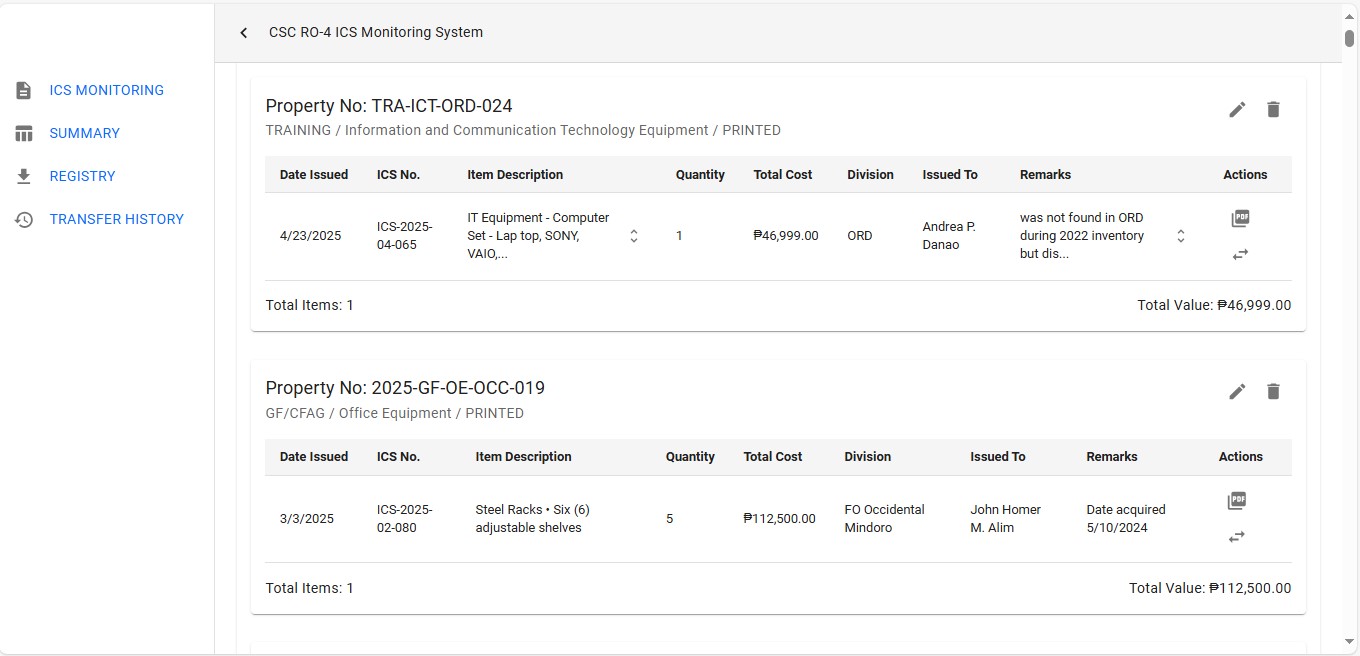 CSC RO-4 ICS Monitoring System
ICS MONITORING
SUMMARY
REGISTRY
TRANSFER HISTORY
Property No: TRA-ICT-ORD-024
TRAINING / Information and Communication Technology Equipment / PRINTED
Date Issued ICS No. Item Description Quantity Total Cost Division Issued To Remarks Actions
4/23/2025
ICS-2025-
04-065
IT Equipment - Computer
Set - Lap top, SONY,
VAIO,...
1
₱46,999.00
ORD
Andrea P.
Danao
was not found in ORD
during 2022 inventory
but dis...
PDF
Total Items: 1
Total Value: ₱46,999.00
Property No: 2025-GF-OE-OCC-019
GF/CFAG / Office Equipment / PRINTED
Date Issued ICS No. Item Description Quantity Total Cost Division Issued To Remarks Actions
3/3/2025
ICS-2025-
02-080
Steel Racks • Six (6)
adjustable shelves
5
₱112,500.00
FO Occidental
Mindoro
John Homer
M. Alim
Date acquired
5/10/2024
PDF
Total Items: 1
Total Value: ₱112,500.00